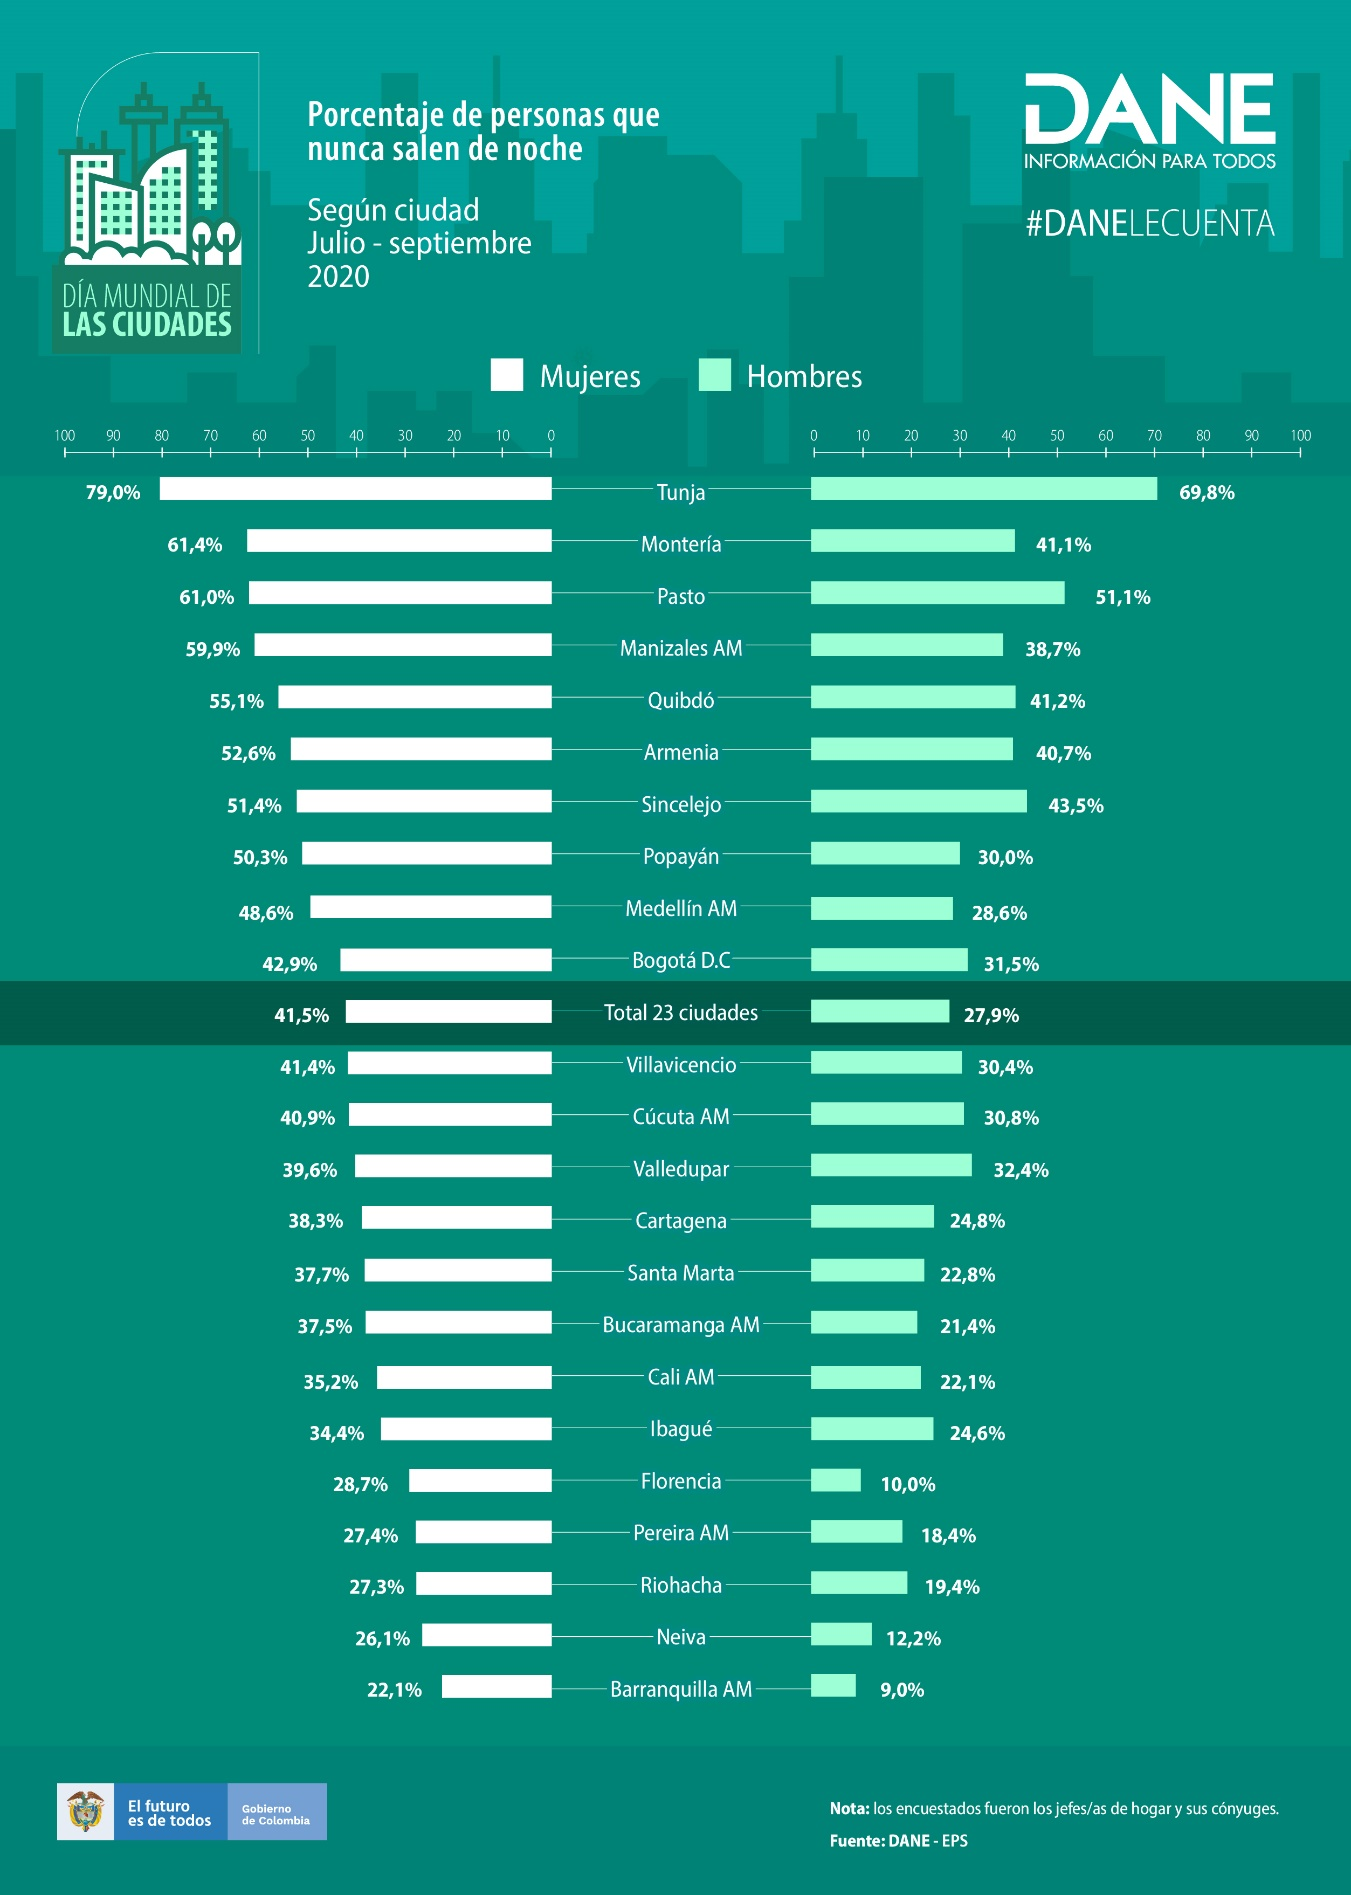 Porcentaje de personas que
nunca salen de noche
Según ciudad
Julio - septiembre
2020
DANE
INFORMACIÓN PARA TODOS
#DANELECUENTA
DÍA MUNDIAL DE
LAS CIUDADES
Mujeres Hombres
100 90 80 70 60 50 40 30 20 10 0 0 10 20 30 40 50 60 70 80 90 100
79,0% Tunja 69,8%
61,4% Montería 41,1%
61,0% Pasto 51,1%
59,9% Manizales AM 38,7%
55,1% Quibdó 41,2%
52,6% Armenia 40,7%
51,4% Sincelejo 43,5%
50,3% Popayán 30,0%
48,6% Medellín AM 28,6%
42,9% Bogotá D.C 31,5%
41,5% Total 23 ciudades 27,9%
41,4% Villavicencio 30,4%
40,9% Cúcuta AM 30,8%
39,6% Valledupar 32,4%
38,3% Cartagena 24,8%
37,7% Santa Marta 22,8%
37,5% Bucaramanga AM 21,4%
35,2% Cali AM 22,1%
34,4% Ibagué 24,6%
28,7% Florencia 10,0%
27,4% Pereira AM 18,4%
27,3% Riohacha 19,4%
26,1% Neiva 12,2%
22,1% Barranquilla AM 9,0%
El futuro
es de todos
Gobierno
de Colombia
Nota: los encuestados fueron los jefes/as de hogar y sus cónyuges.
Fuente: DANE - EPS